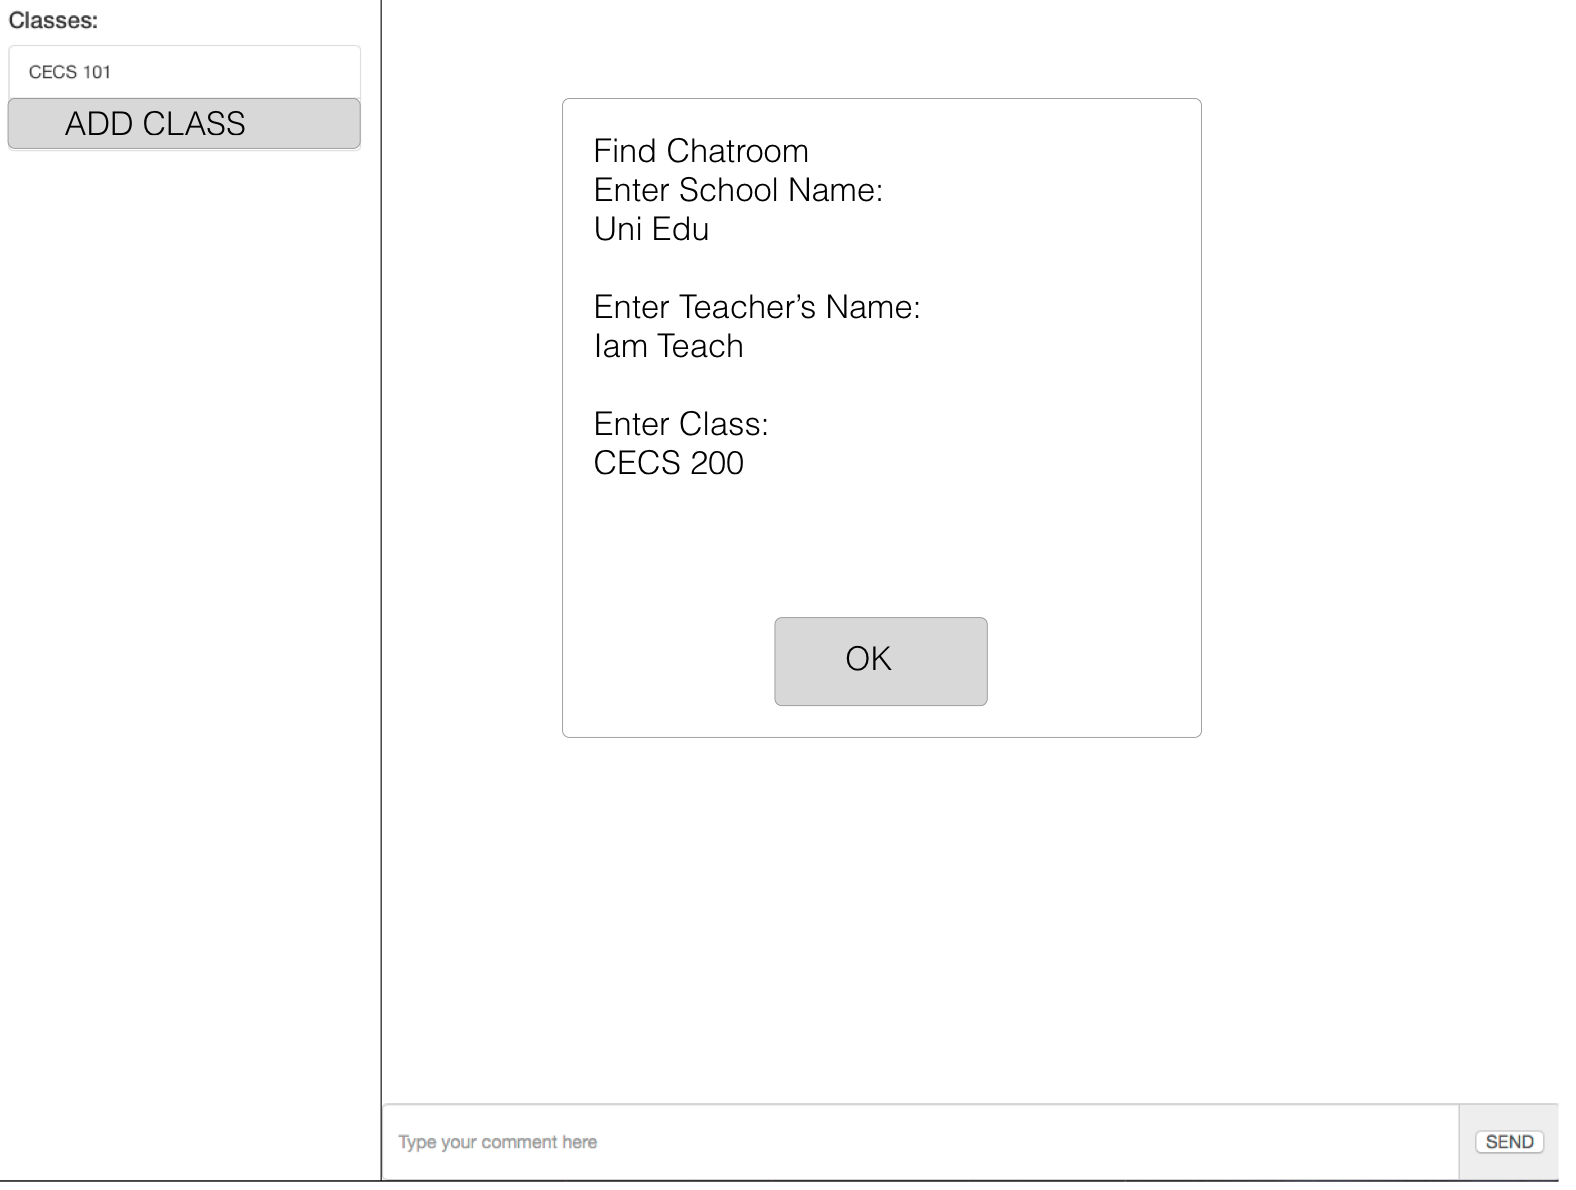 Classes:
CECS 101
ADD CLASS
Find Chatroom
Enter School Name:
Uni Edu
Enter Teacher’s Name:
Iam Teach
Enter Class:
CECS 200
OK
Type your comment here
SEND